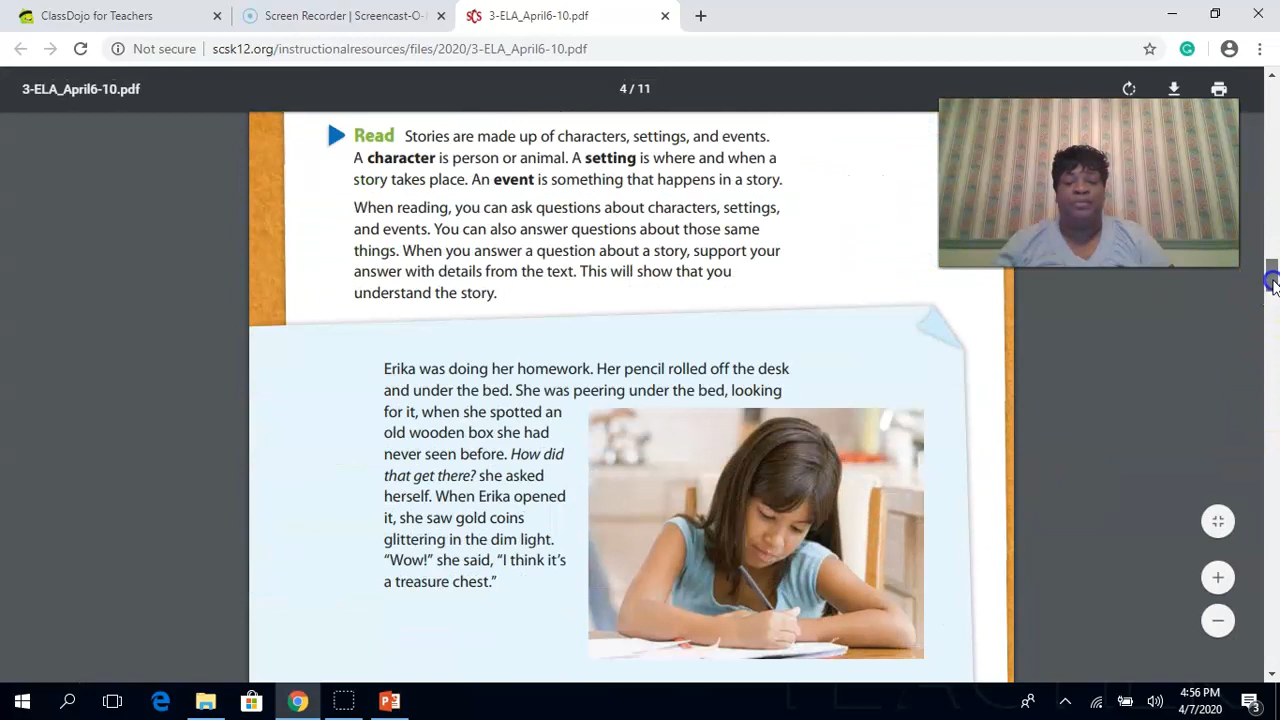 ClassDojo for Teachers
Screen Recorder | Screencast-O-
SCS 3-ELA_April6-10.pdf
Not secure | scsk12.org/instructionalresources/files/2020/3-ELA_April6-10.pdf
3-ELA_April6-10.pdf
4 / 11
Read Stories are made up of characters, settings, and events.
A character is person or animal. A setting is where and when a
story takes place. An event is something that happens in a story.
When reading, you can ask questions about characters, settings,
and events. You can also answer questions about those same
things. When you answer a question about a story, support your
answer with details from the text. This will show that you
understand the story.
Erika was doing her homework. Her pencil rolled off the desk
and under the bed. She was peering under the bed, looking
for it, when she spotted an
old wooden box she had
never seen before. How did
that get there? she asked
herself. When Erika opened
it, she saw gold coins
glittering in the dim light.
“Wow!” she said, “I think it’s
a treasure chest.”
4:56 PM
4/7/2020
3